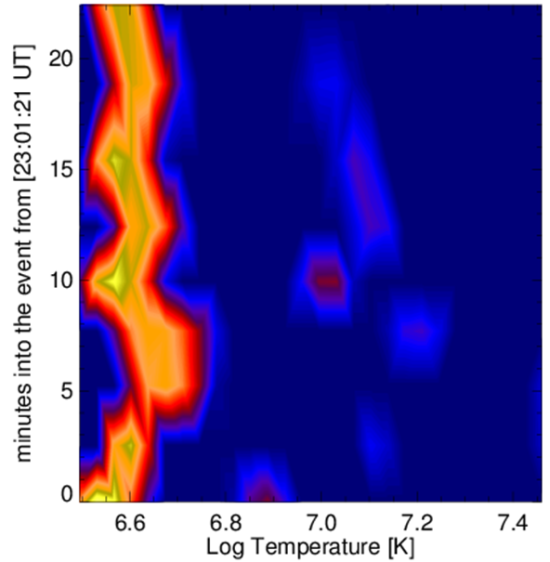 minutes into the event from [23:01:21 UT]
20
15
10
5
0
6.6 6.8 7.0 7.2 7.4
Log Temperature [K]